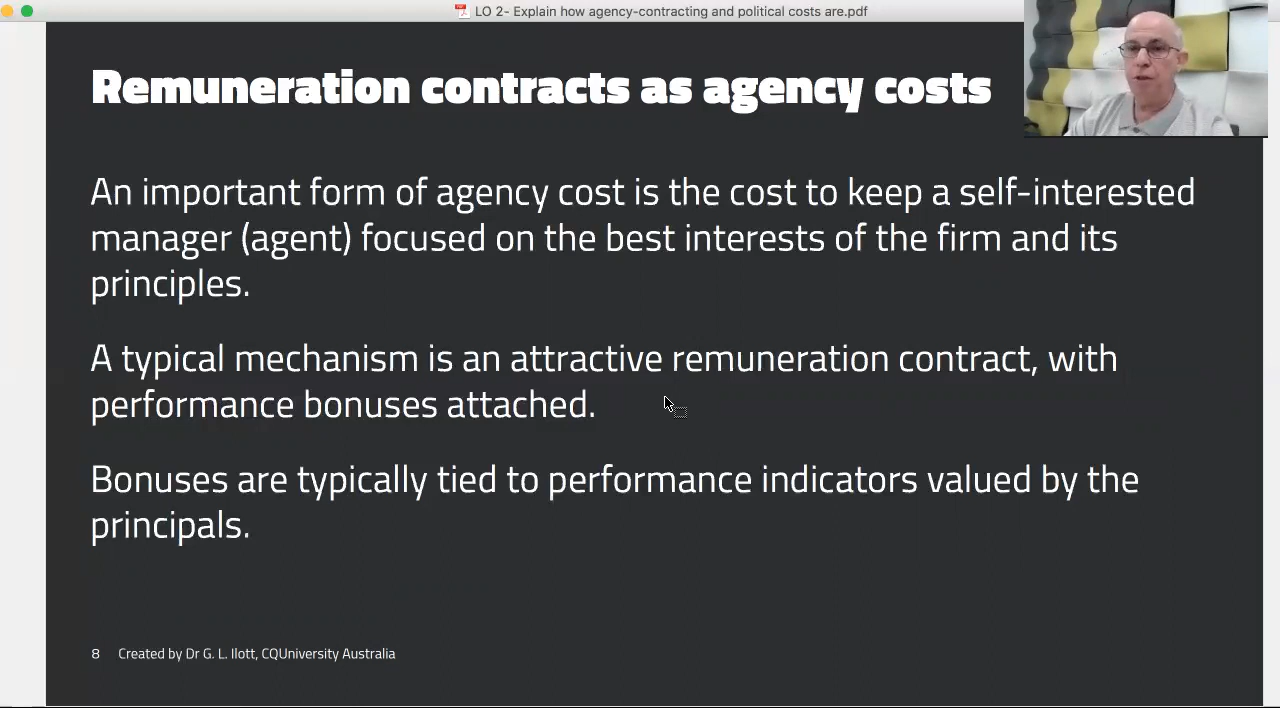 LO 2- Explain how agency-contracting and political costs are.pdf
Remuneration contracts as agency costs
An important form of agency cost is the cost to keep a self-interested
manager (agent) focused on the best interests of the firm and its
principles.
A typical mechanism is an attractive remuneration contract, with
performance bonuses attached.
Bonuses are typically tied to performance indicators valued by the
principals.
8 Created by Dr G. L. Ilott, CQUniversity Australia